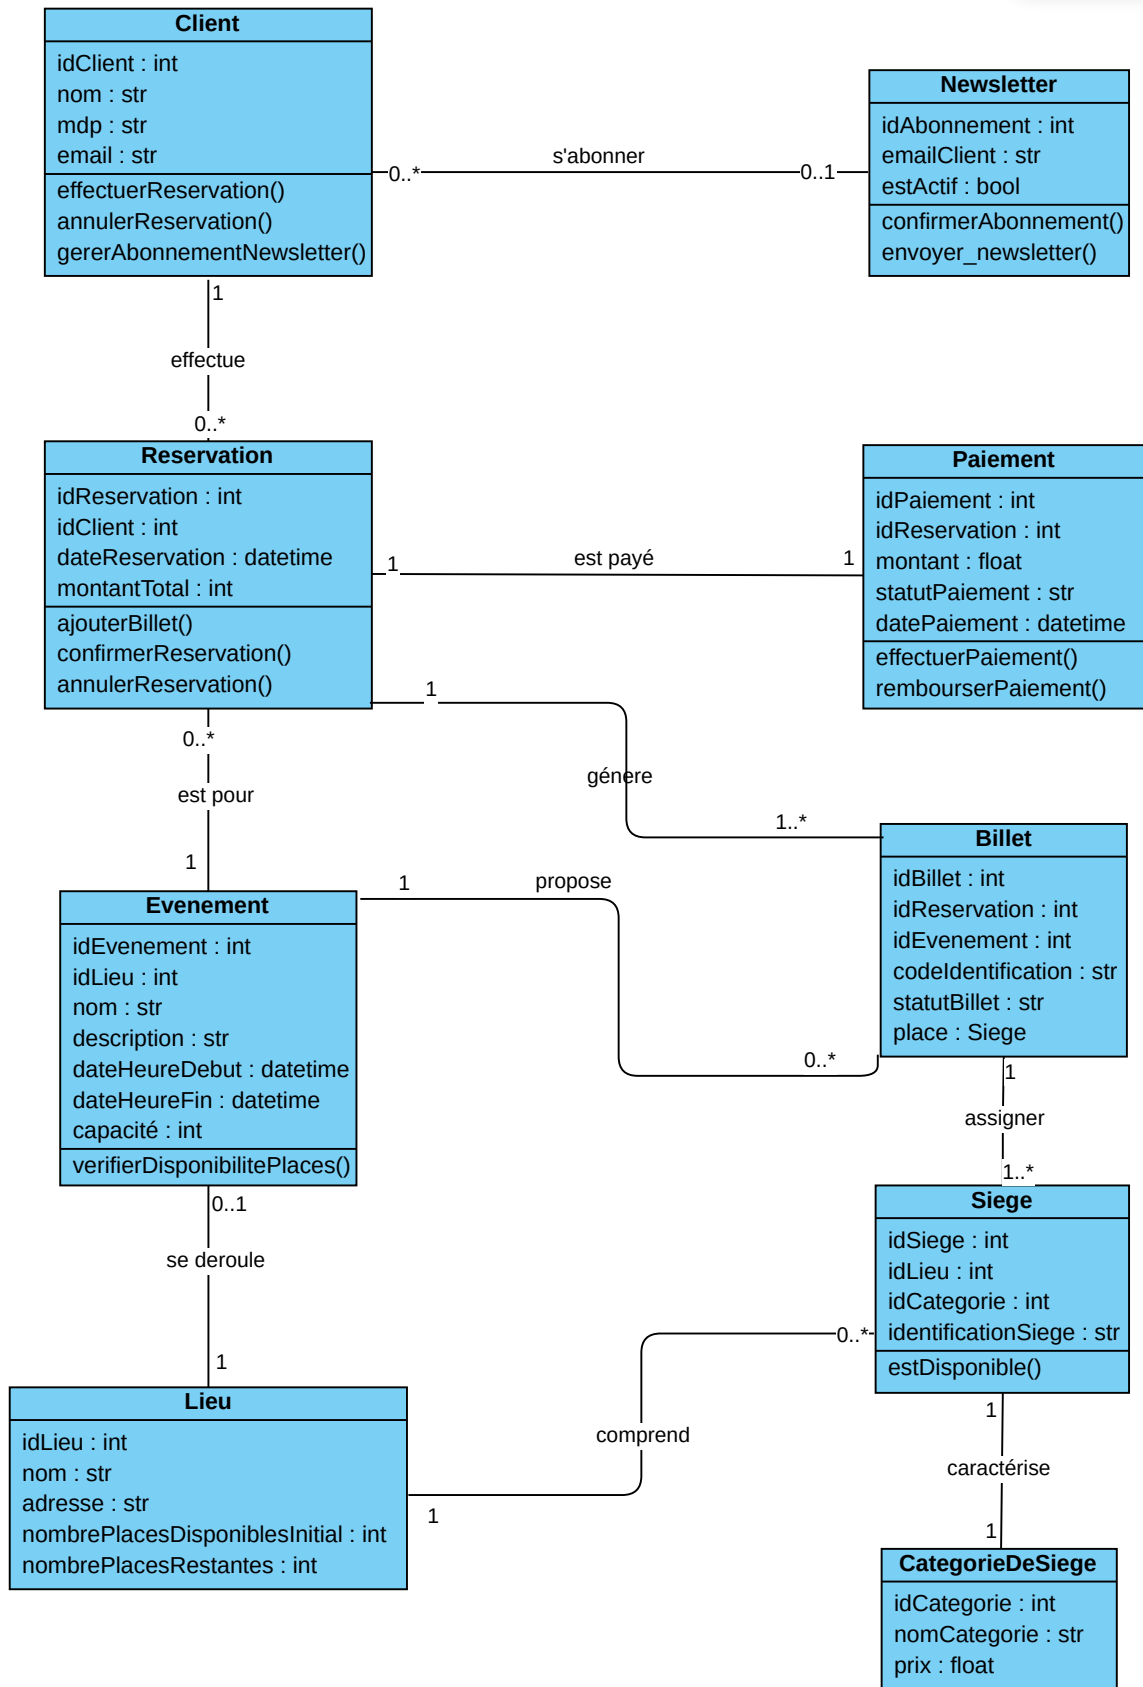 Client
idClient : int
nom : str
mdp : str
email : str
effectuerReservation()
annulerReservation()
gererAbonnementNewsletter()
0..*
s'abonner
0..1
Newsletter
idAbonnement : int
emailClient : str
estActif : bool
confirmerAbonnement()
envoyer_newsletter()
1
effectue
0..*
Reservation
idReservation : int
idClient : int
dateReservation : datetime
montantTotal : int
ajouterBillet()
confirmerReservation()
annulerReservation()
1
est payé
1
Paiement
idPaiement : int
idReservation : int
montant : float
statutPaiement : str
datePaiement : datetime
effectuerPaiement()
rembourserPaiement()
1
génere
1..*
0..*
est pour
1
Billet
idBillet : int
idReservation : int
idEvenement : int
codeIdentification : str
statutBillet : str
place : Siege
1
propose
0..*
Evenement
idEvenement : int
idLieu : int
nom : str
description : str
dateHeureDebut : datetime
dateHeureFin : datetime
capacité : int
verifierDisponibilitePlaces()
1
assigner
1..*
Siege
idSiege : int
idLieu : int
idCategorie : int
identificationSiege : str
estDisponible()
0..1
se deroule
1
Lieu
idLieu : int
nom : str
adresse : str
nombrePlacesDisponiblesInitial : int
nombrePlacesRestantes : int
0..*
comprend
1
1
caractérise
1
CategorieDeSiege
idCategorie : int
nomCategorie : str
prix : float